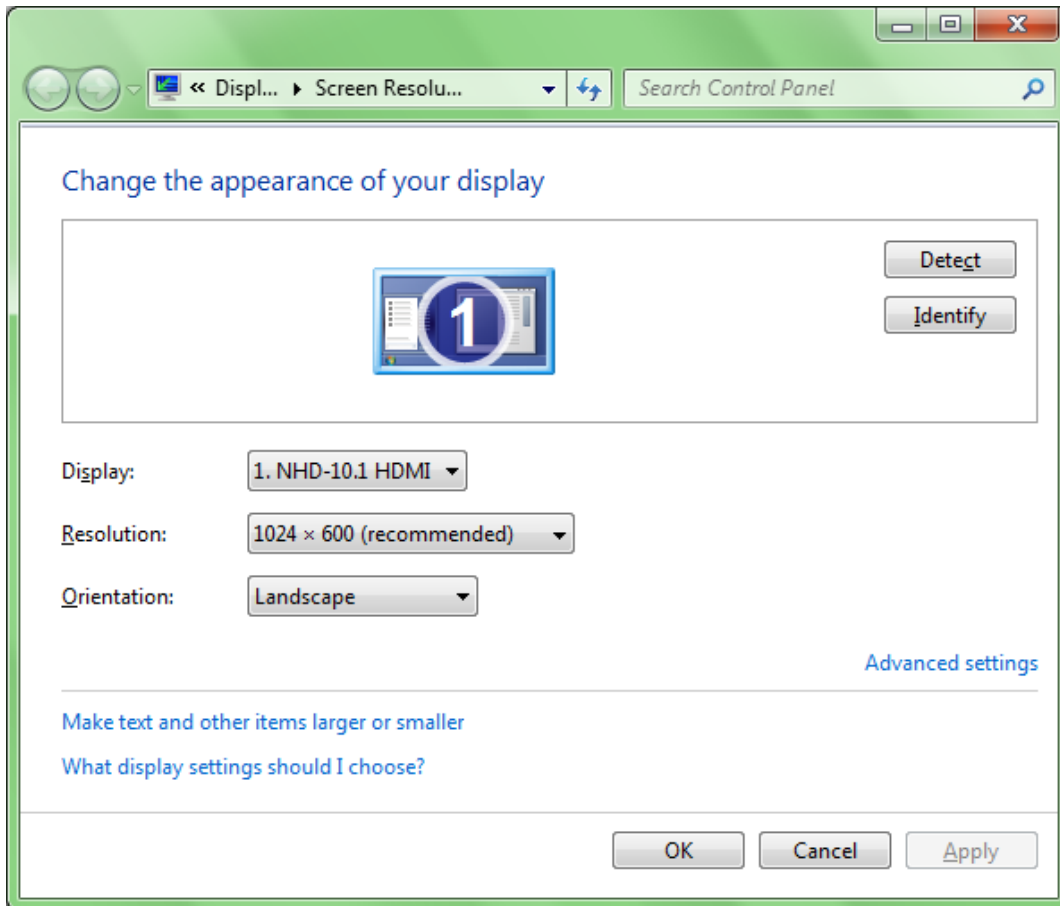 « Displ... Screen Resolu... Search Control Panel
Change the appearance of your display
Detect
1
Identify
Display: 1. NHD-10.1 HDMI
Resolution: 1024 × 600 (recommended)
Orientation: Landscape
Advanced settings
Make text and other items larger or smaller
What display settings should I choose?
OK Cancel Apply